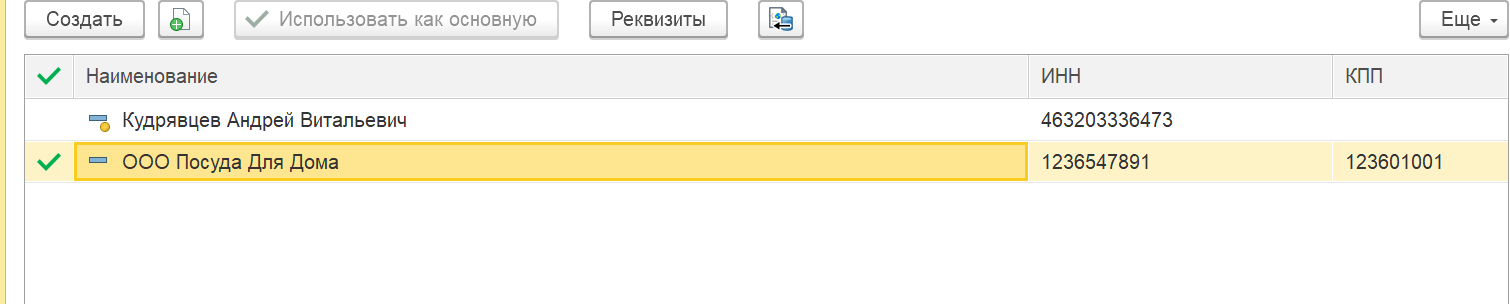 Создать Использовать как основную Реквизиты Еще
Наименование ИНН КПП
Кудрявцев Андрей Витальевич 463203336473
ООО Посуда Для Дома 1236547891 123601001